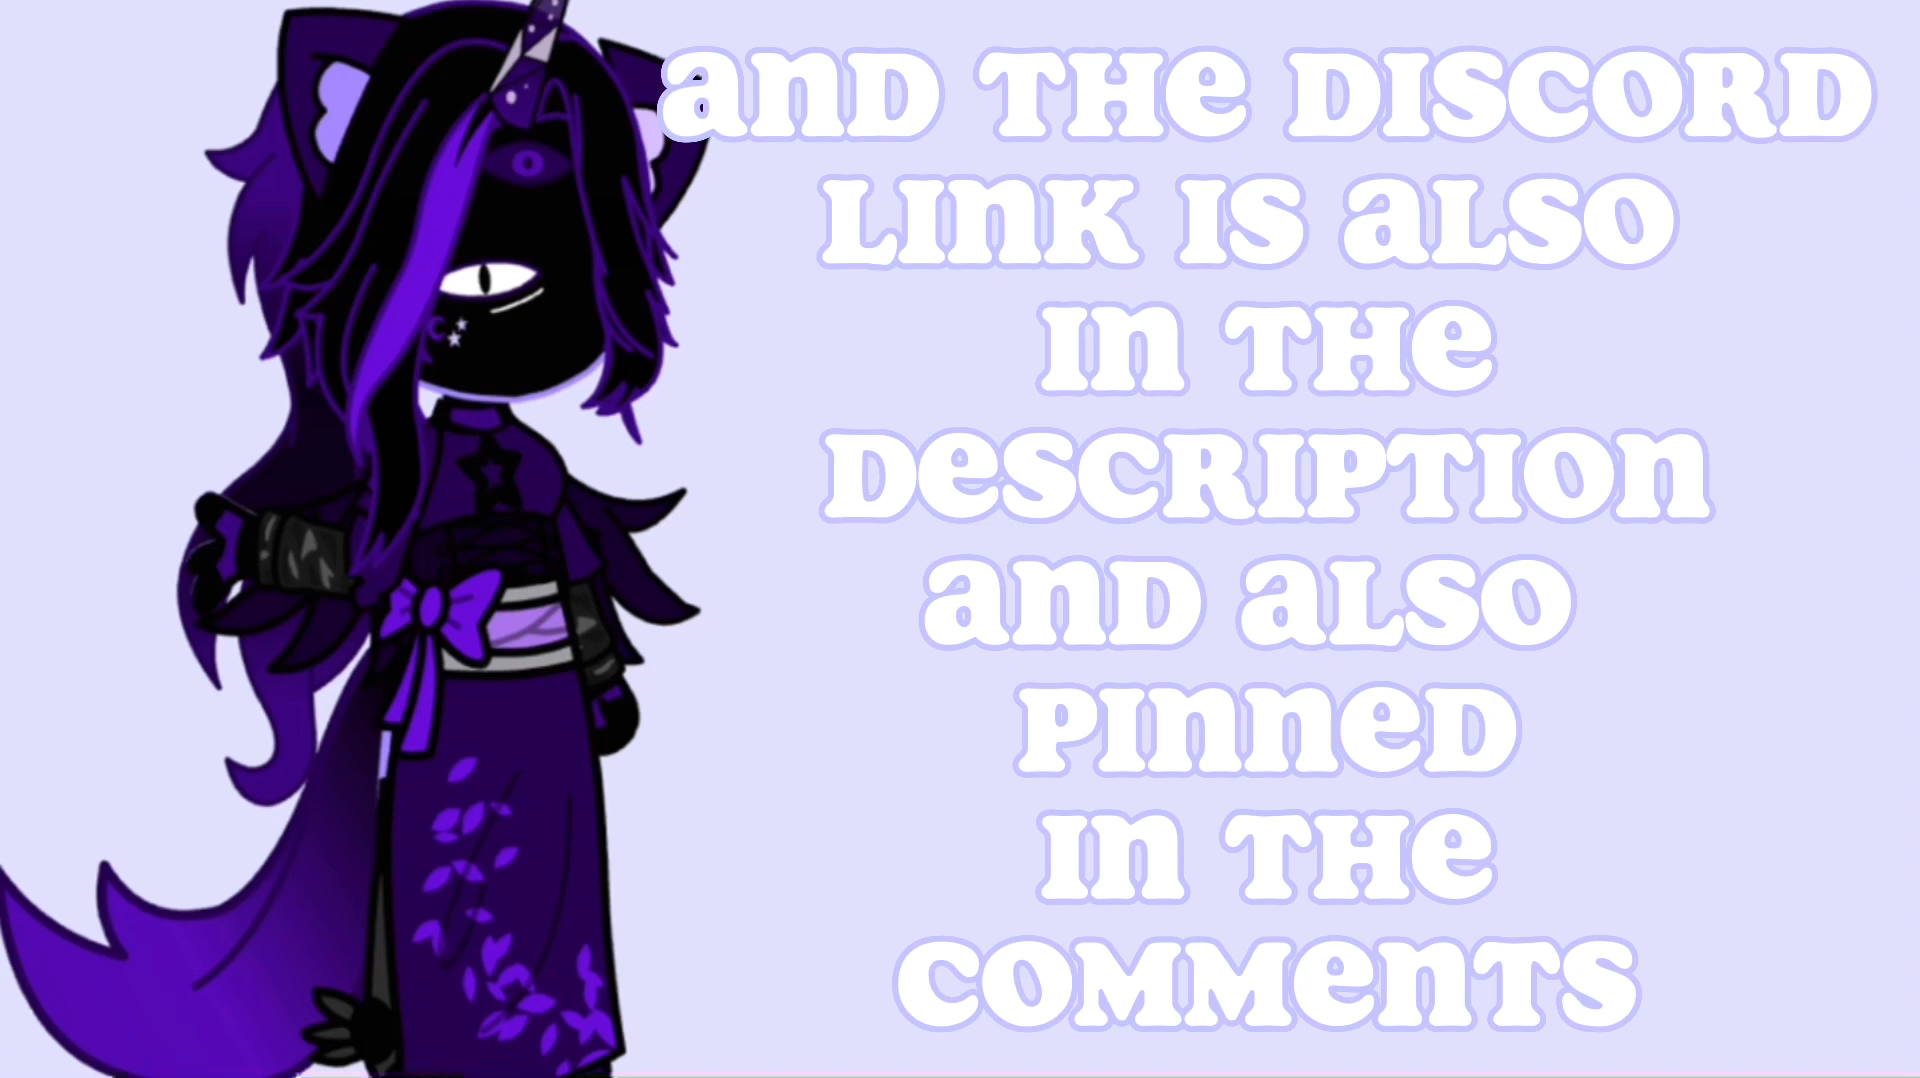 and the discord
link is also
in the
description
and also
pinned
in the
comments